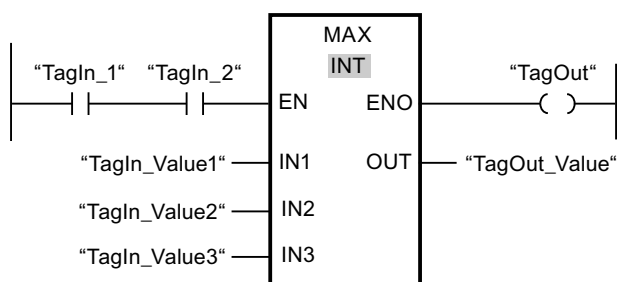 MAX
INT
“TagIn_1“ “TagIn_2“ “TagOut“
EN ENO
“TagIn_Value1“ IN1 OUT “TagOut_Value“
“TagIn_Value2“ IN2
“TagIn_Value3“ IN3